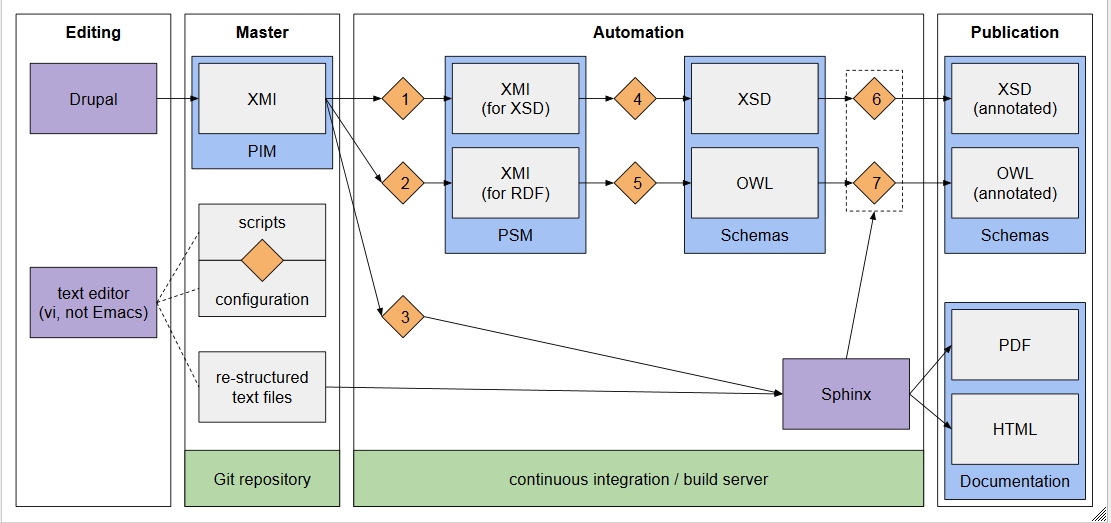 Editing
Master
Automation
Publication
Drupal
XMI
PIM
1
XMI
(for XSD)
4
XSD
6
XSD
(annotated)
2
XMI
(for RDF)
PSM
5
OWL
Schemas
7
OWL
(annotated)
Schemas
text editor
(vi, not Emacs)
scripts
configuration
3
re-structured
text files
Sphinx
PDF
HTML
Documentation
Git repository
continuous integration / build server